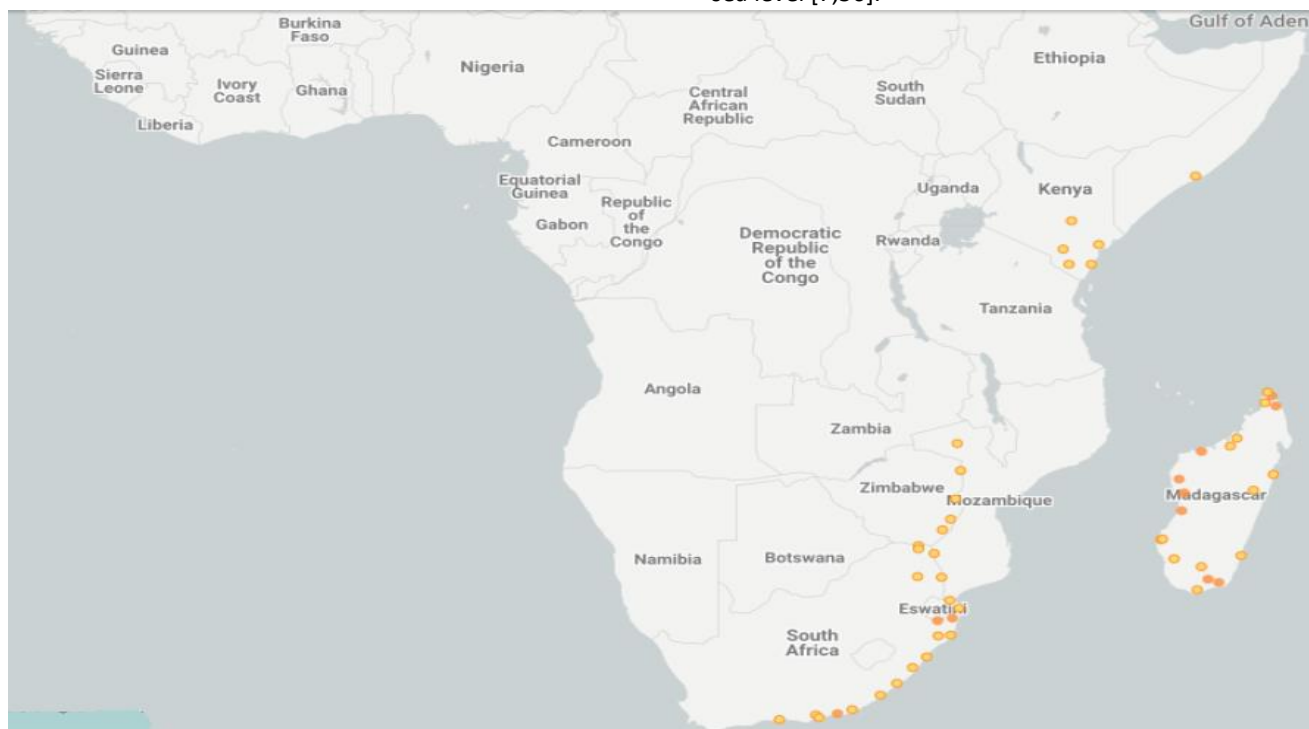 Gulf of Aden
Burkina
Faso
Guinea
Ethiopia
Nigeria
Sierra
Leone
Ivory
Coast
Ghana
Central
African
Republic
South
Sudan
Liberia
Cameroon
Equatorial
Guinea
Uganda
Kenya
Republic
of
the
Congo
Gabon
Democratic
Republic
of the
Congo
Rwanda
Tanzania
Angola
Zambia
Zimbabwe
Mozambique
Madagascar
Namibia
Botswana
Eswatini
South
Africa